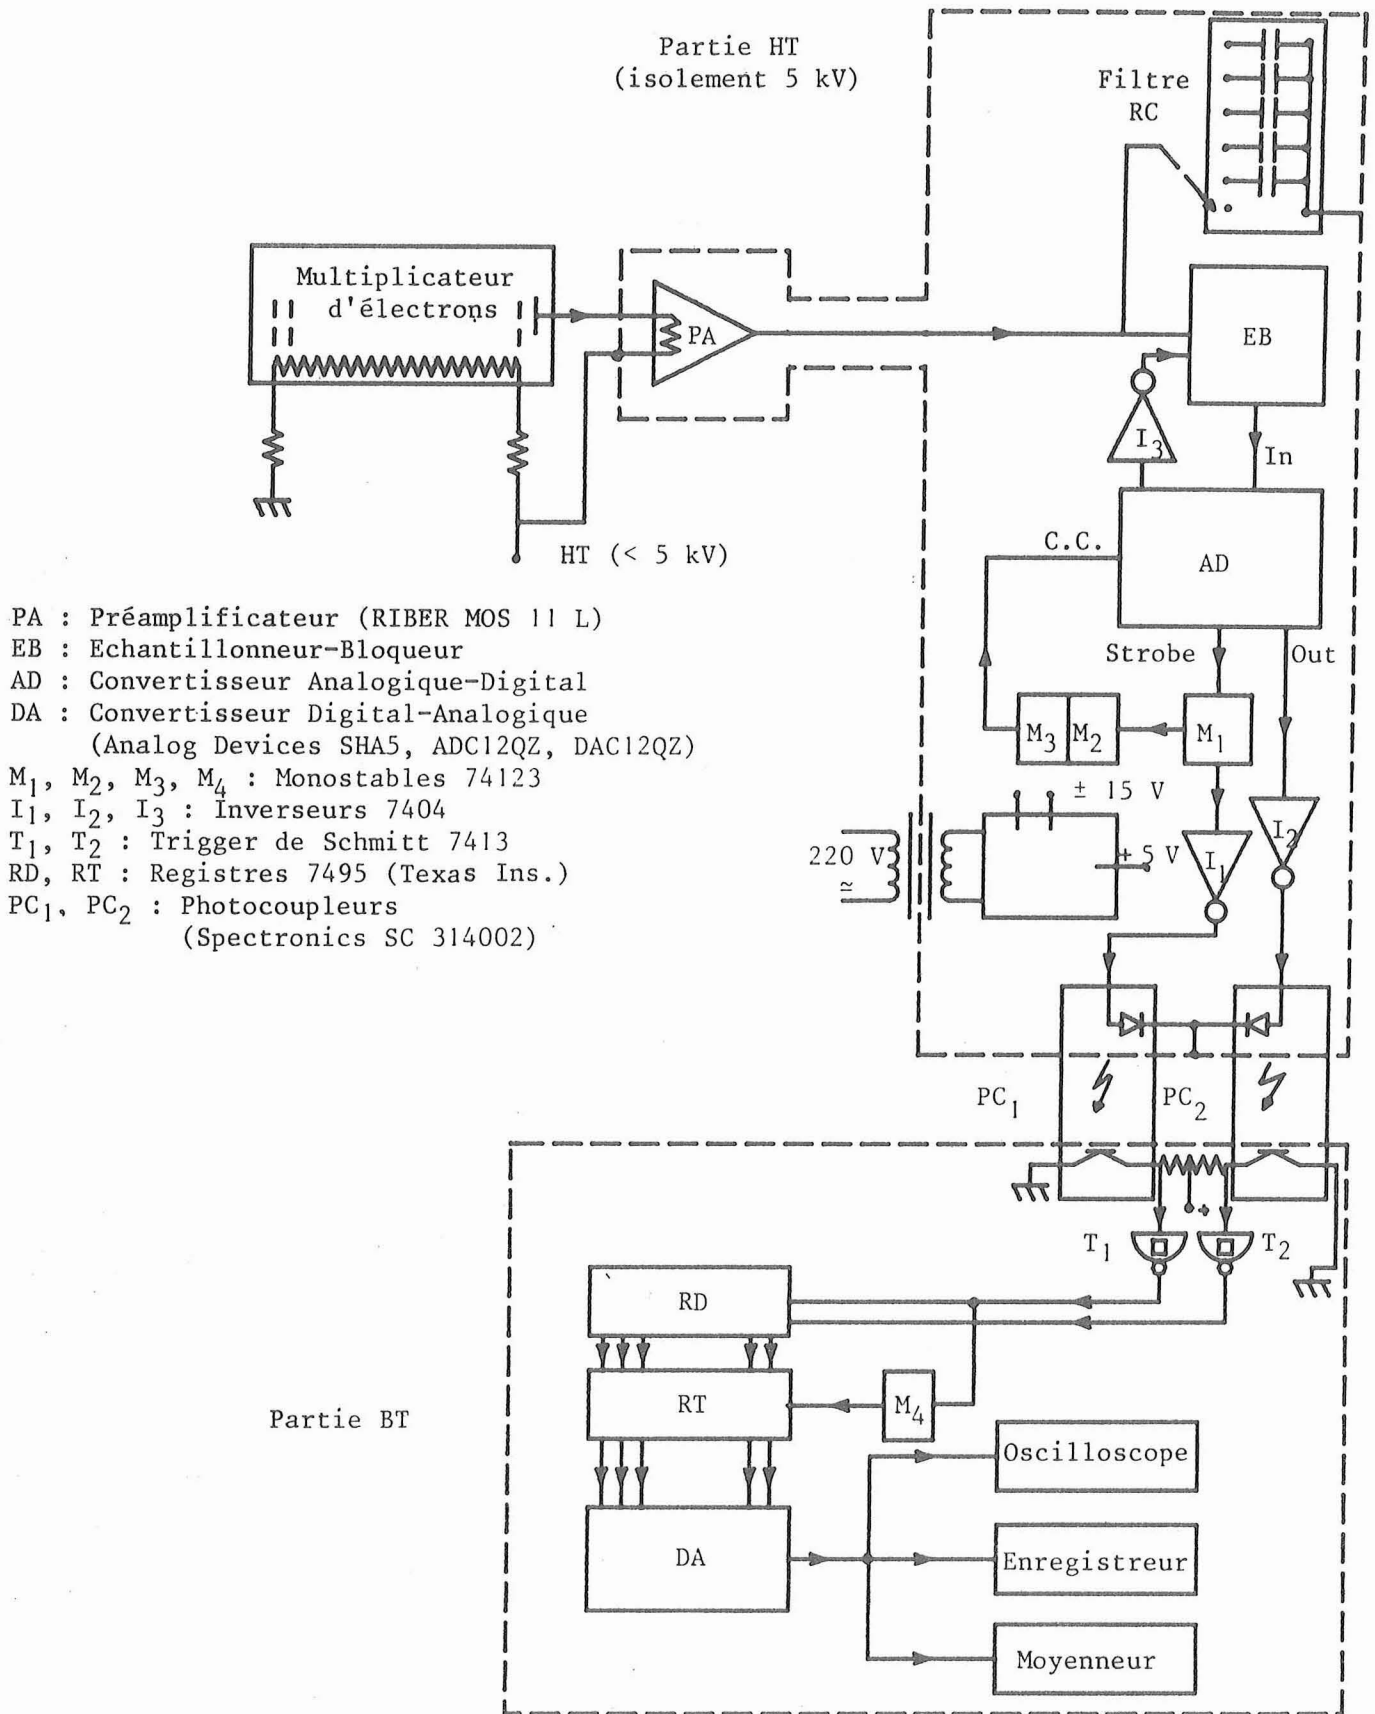 Partie HT
(isolement 5 kV)
Filtre
RC
Multiplicateur
d'électrons
PA
EB
I3
In
HT (< 5 kV)
C.C.
AD
PA : Préamplificateur (RIBER MOS 11 L)
EB : Echantillonneur-Bloqueur
AD : Convertisseur Analogique-Digital
DA : Convertisseur Digital-Analogique
(Analog Devices SHA5, ADC12QZ, DAC12QZ)
M1, M2, M3, M4 : Monostables 74123
I1, I2, I3 : Inverseurs 7404
T1, T2 : Trigger de Schmitt 7413
RD, RT : Registres 7495 (Texas Ins.)
PC1, PC2 : Photocoupleurs
(Spectronics SC 314002)
Strobe
Out
M3
M2
M1
± 15 V
220 V
≃
+ 5 V
I1
I2
PC1
PC2
+
T1
T2
RD
RT
M4
Partie BT
Oscilloscope
DA
Enregistreur
Moyenneur